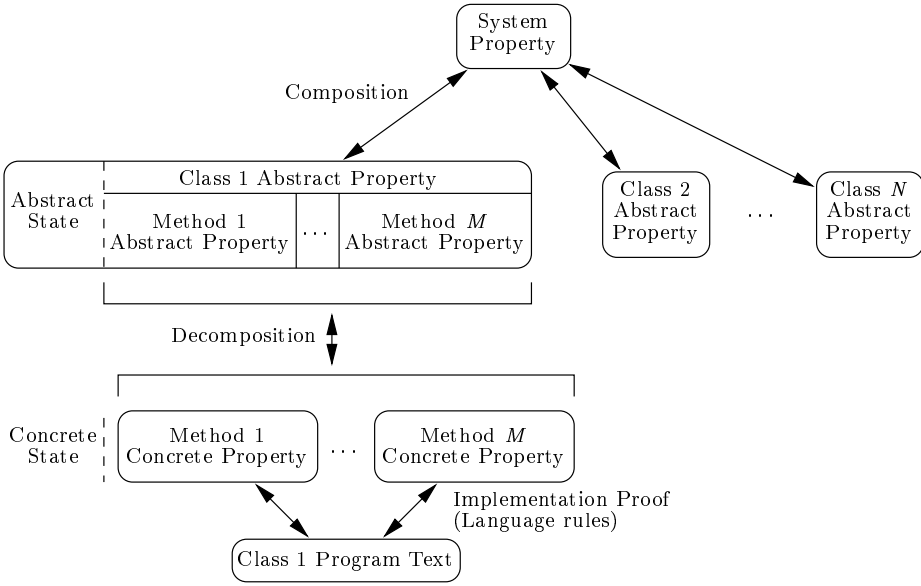 System
Property
Composition
Class 1 Abstract Property
Abstract
State
Method 1
Abstract Property
. . .
Method M
Abstract Property
Class 2
Abstract
Property
. . .
Class N
Abstract
Property
Decomposition
Concrete
State
Method 1
Concrete Property
. . .
Method M
Concrete Property
Implementation Proof
(Language rules)
Class 1 Program Text